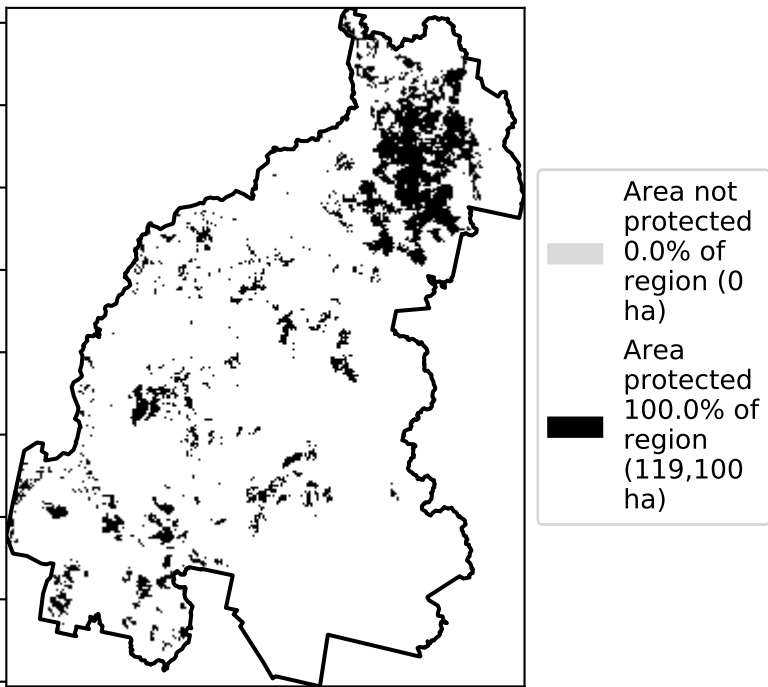 Area not
protected
0.0% of
region (0
ha)
Area
protected
100.0% of
region
(119,100
ha)